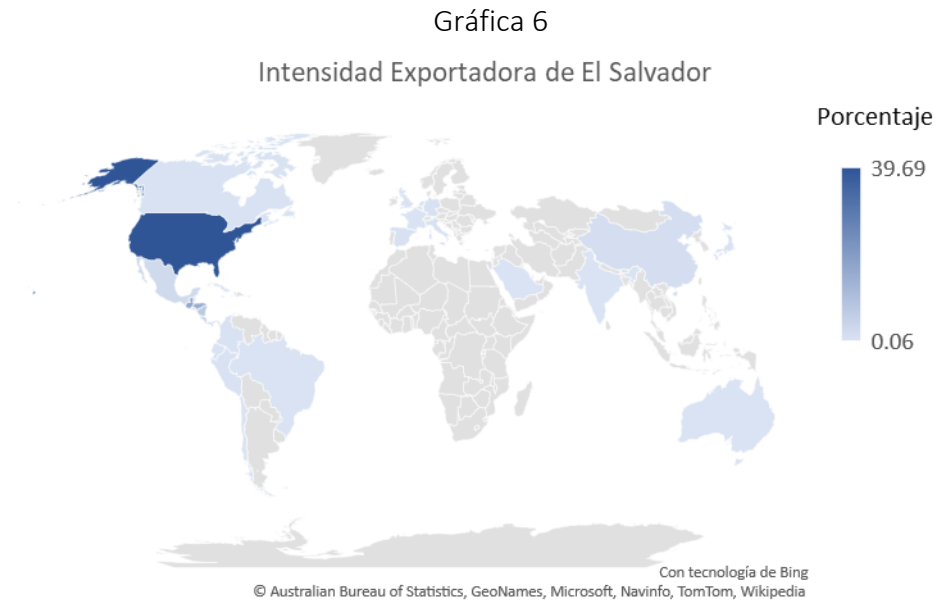 Gráfica 6
Intensidad Exportadora de El Salvador
Porcentaje
39.69
0.06
Con tecnología de Bing
© Australian Bureau of Statistics, GeoNames, Microsoft, Navinfo, TomTom, Wikipedia